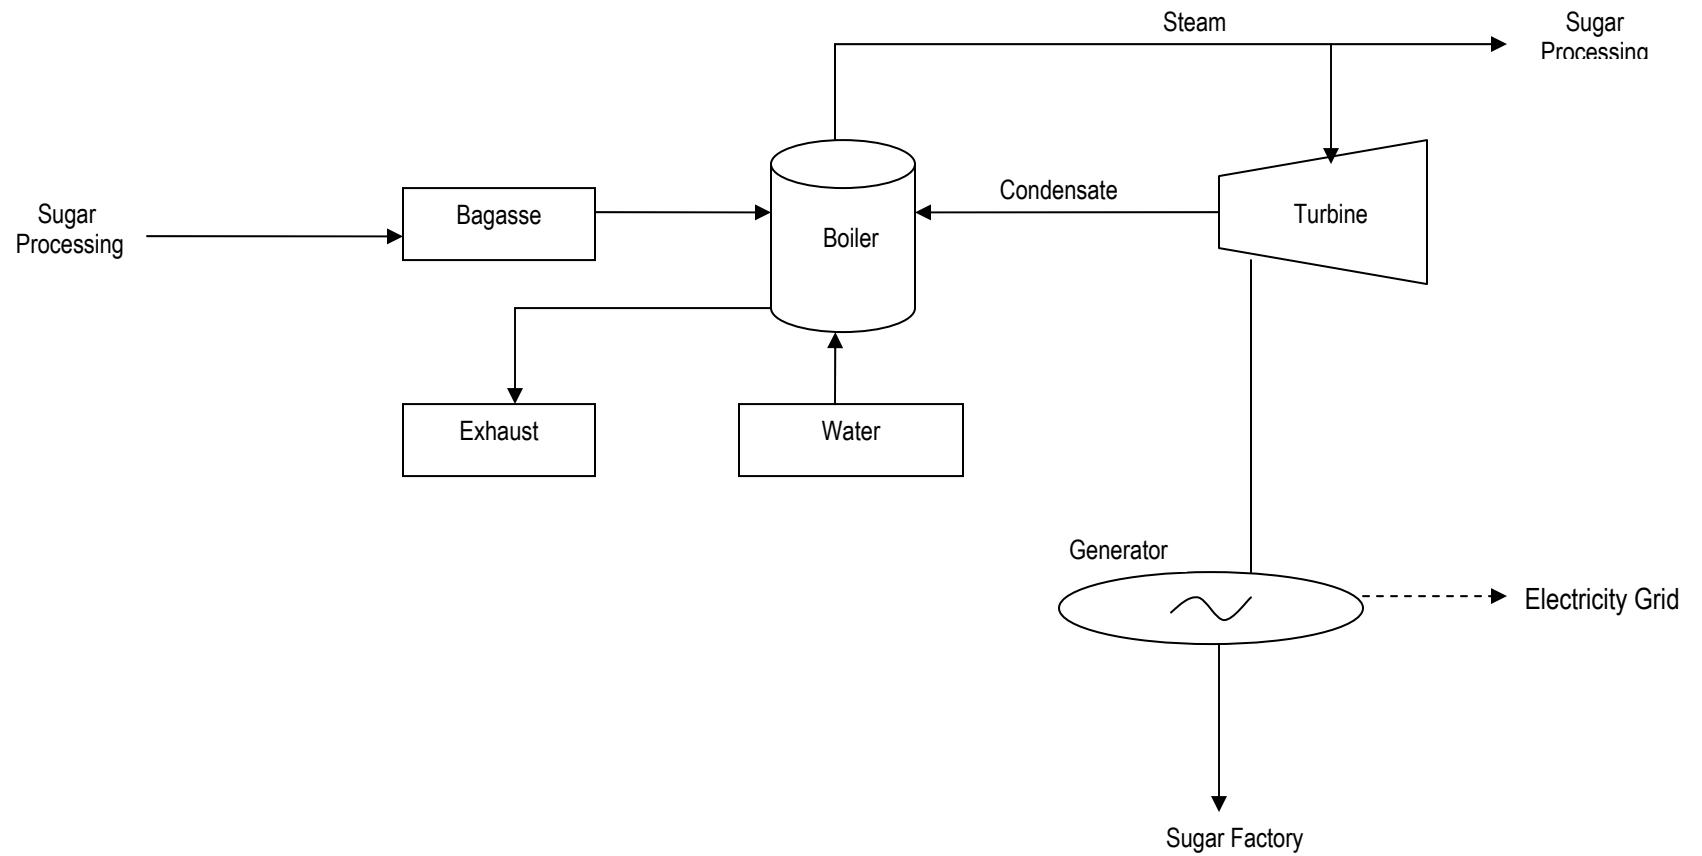 Steam
Sugar
Processing
Condensate
Turbine
Bagasse
Boiler
Sugar
Processing
Exhaust
Water
Generator
Electricity Grid
Sugar Factory